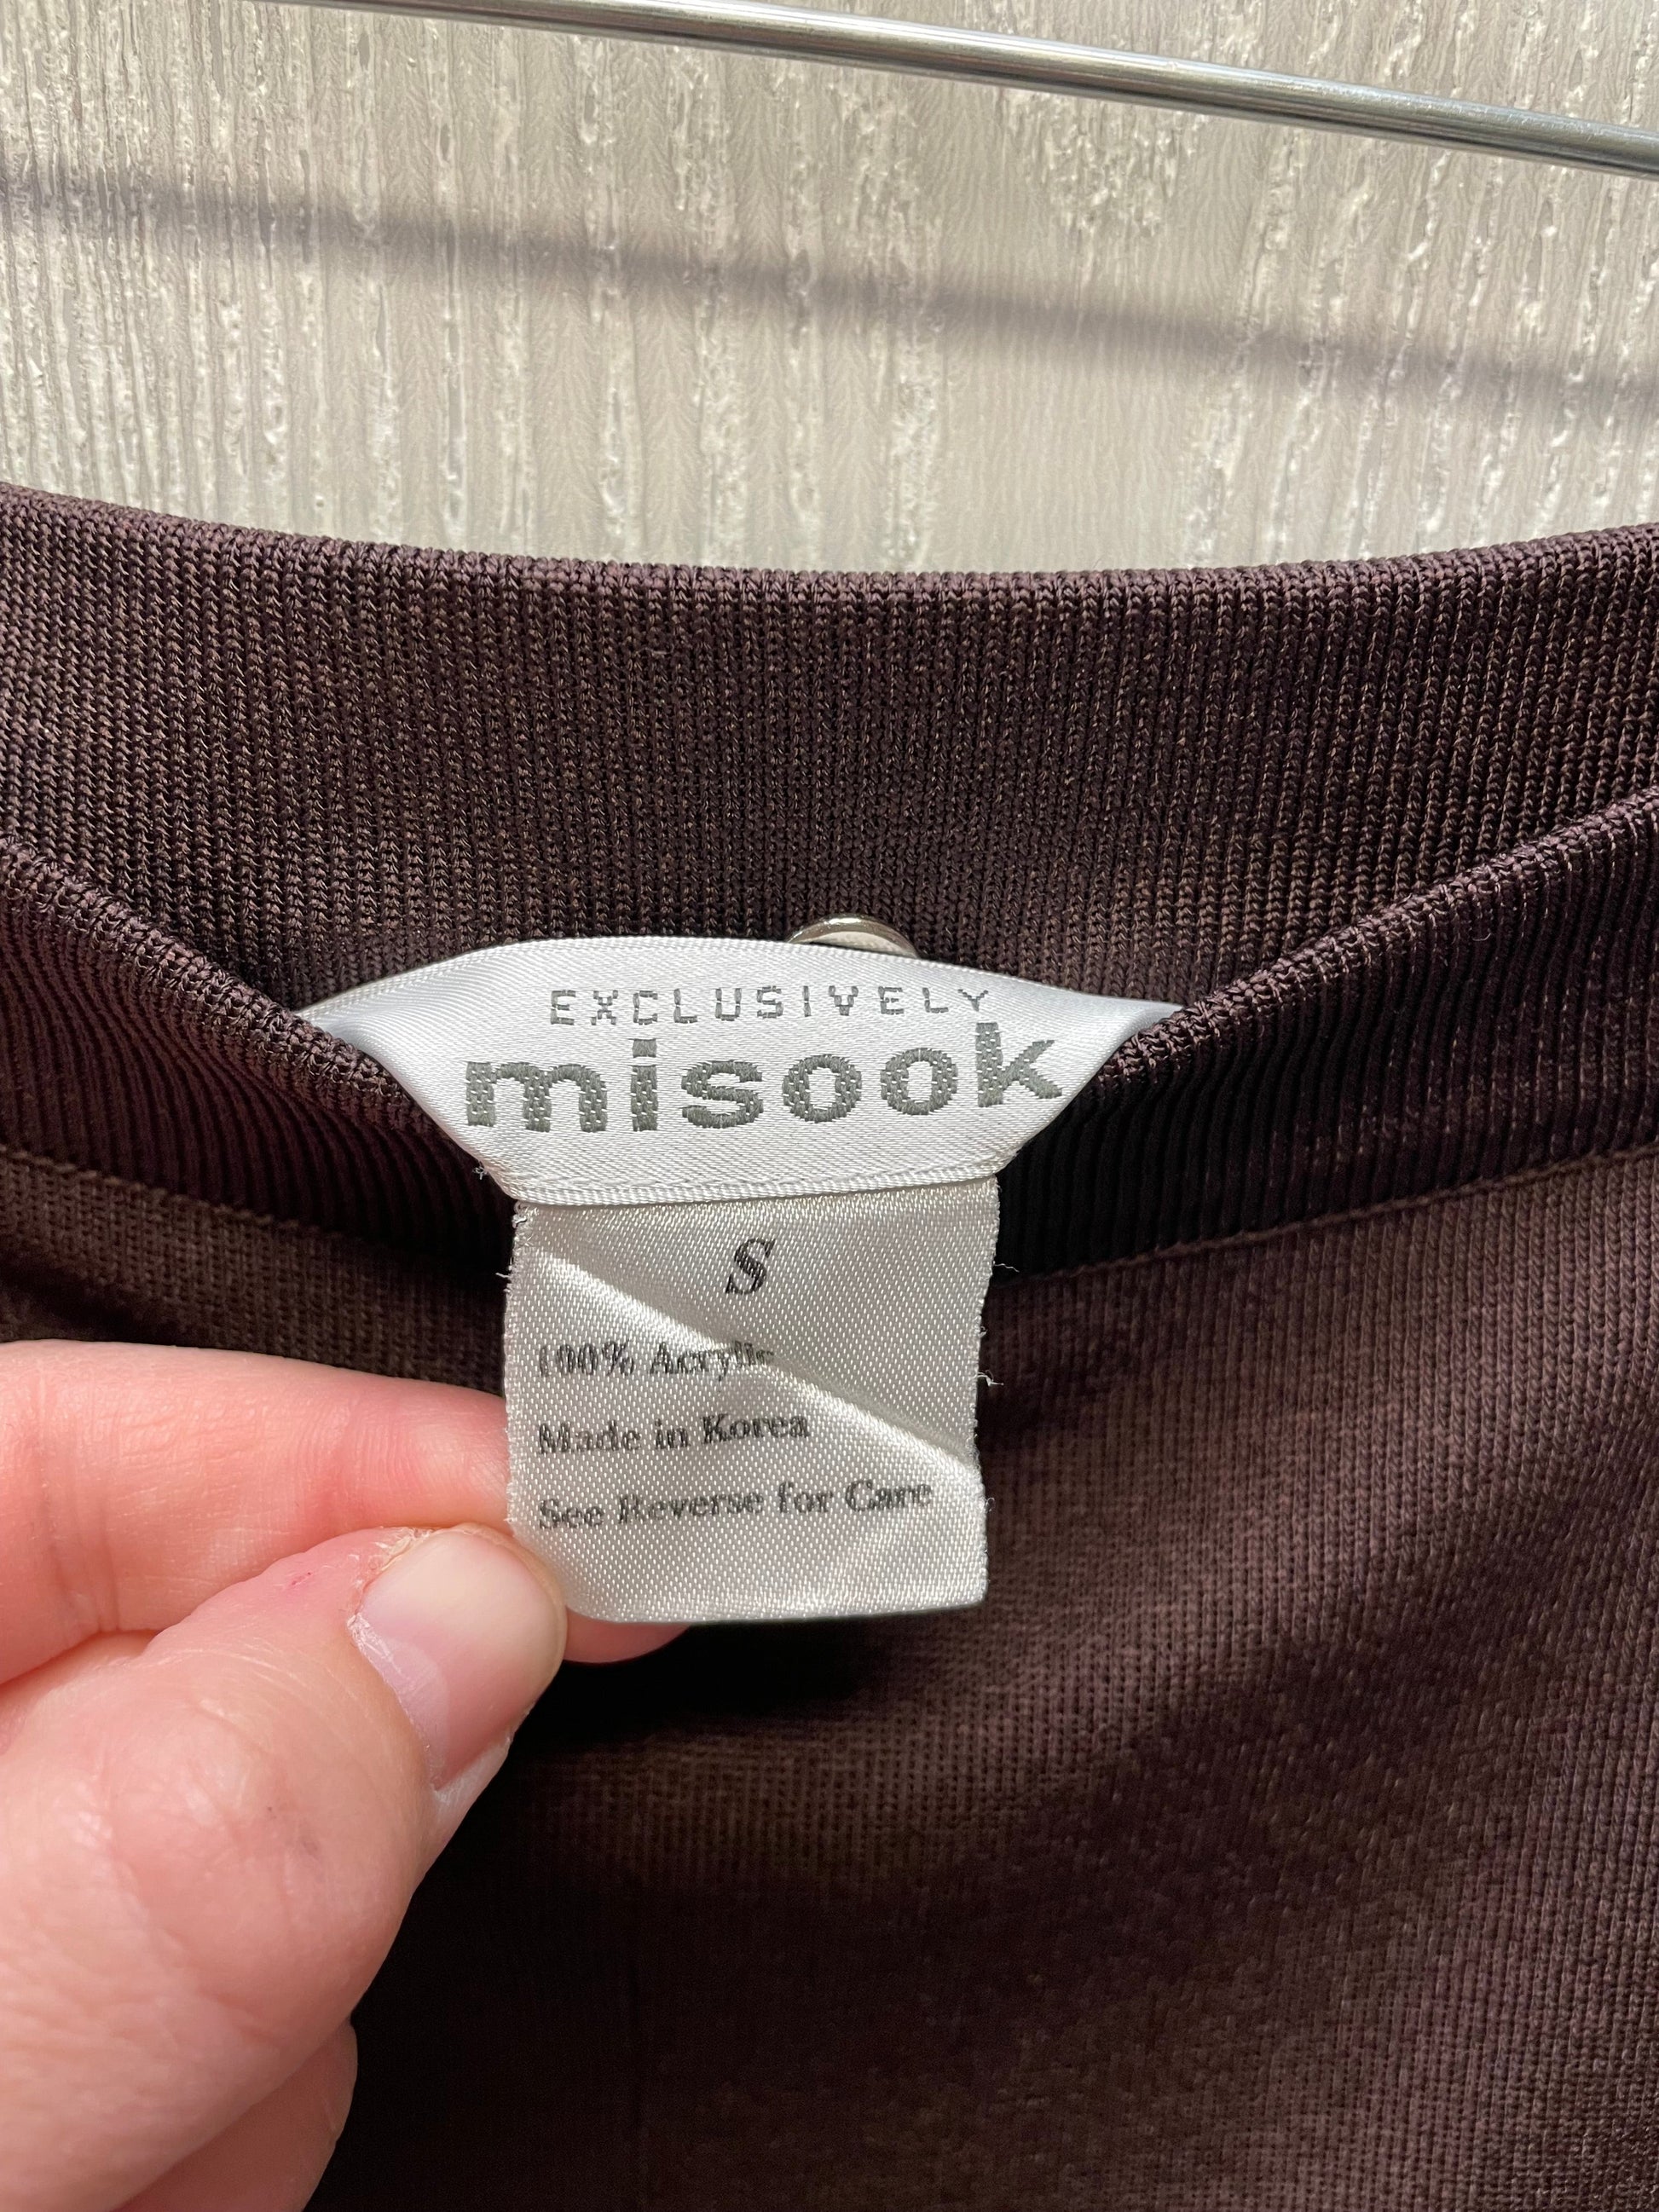 EXCLUSIVELY
misook
S
100% Acrylic
Made in Korea
See Reverse for Care